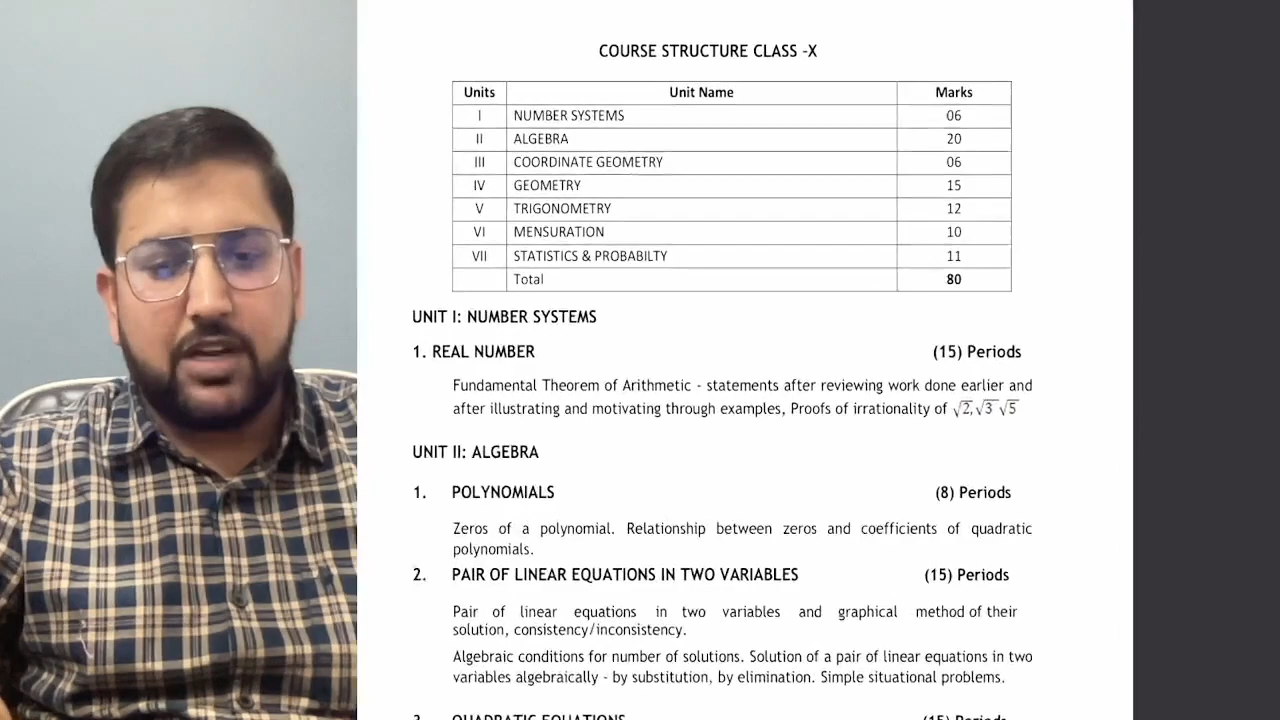 COURSE STRUCTURE CLASS -X
Units Unit Name Marks
I NUMBER SYSTEMS 06
II ALGEBRA 20
III COORDINATE GEOMETRY 06
IV GEOMETRY 15
V TRIGONOMETRY 12
VI MENSURATION 10
VII STATISTICS & PROBABILTY 11
Total 80
UNIT I: NUMBER SYSTEMS
1. REAL NUMBER (15) Periods
Fundamental Theorem of Arithmetic - statements after reviewing work done earlier and
after illustrating and motivating through examples, Proofs of irrationality of √2, √3 √5
UNIT II: ALGEBRA
1. POLYNOMIALS (8) Periods
Zeros of a polynomial. Relationship between zeros and coefficients of quadratic
polynomials.
2. PAIR OF LINEAR EQUATIONS IN TWO VARIABLES (15) Periods
Pair of linear equations in two variables and graphical method of their
solution, consistency/inconsistency.
Algebraic conditions for number of solutions. Solution of a pair of linear equations in two
variables algebraically - by substitution, by elimination. Simple situational problems.
3. QUADRATIC EQUATIONS (15) Periods